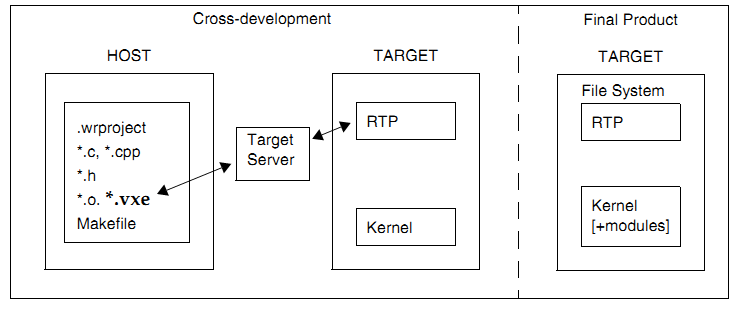 Cross-development
Final Product
HOST
TARGET
TARGET
.wrproject
*.c, *.cpp
*.h
*.o. *.vxe
Makefile
Target
Server
RTP
Kernel
File System
RTP
Kernel
[+modules]